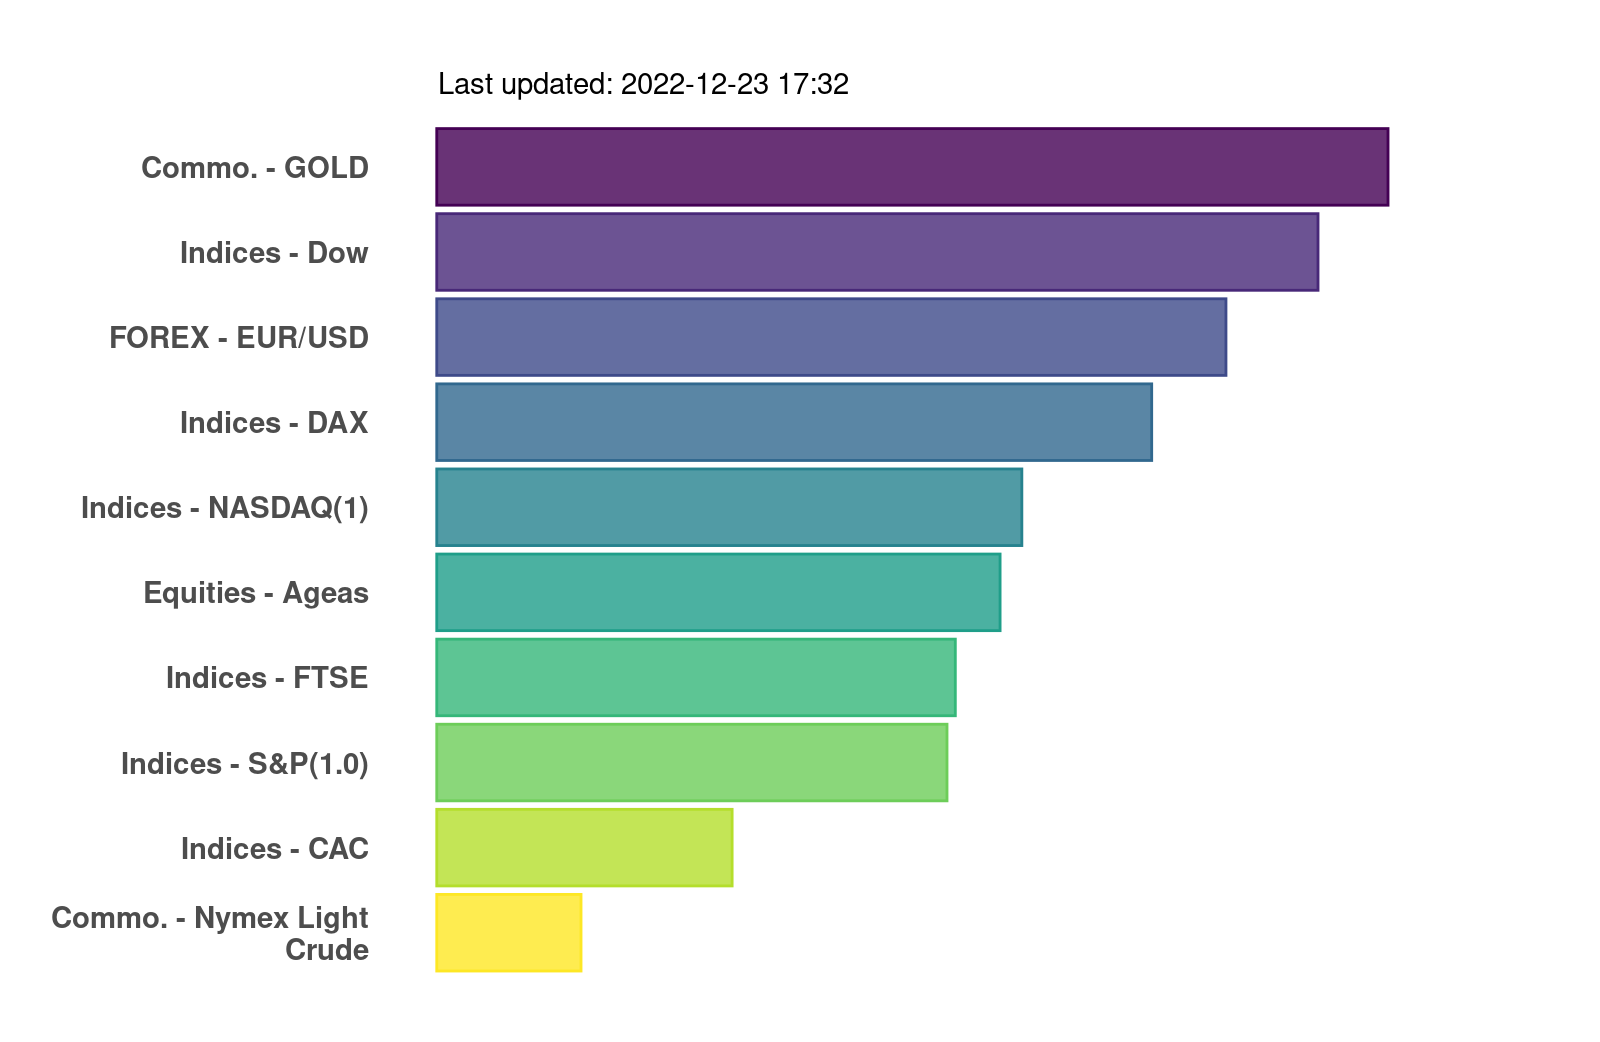 Last updated: 2022-12-23 17:32
Commo. - GOLD
Indices - Dow
FOREX - EUR/USD
Indices - DAX
Indices - NASDAQ(1)
Equities - Ageas
Indices - FTSE
Indices - S&P(1.0)
Indices - CAC
Commo. - Nymex Light
Crude